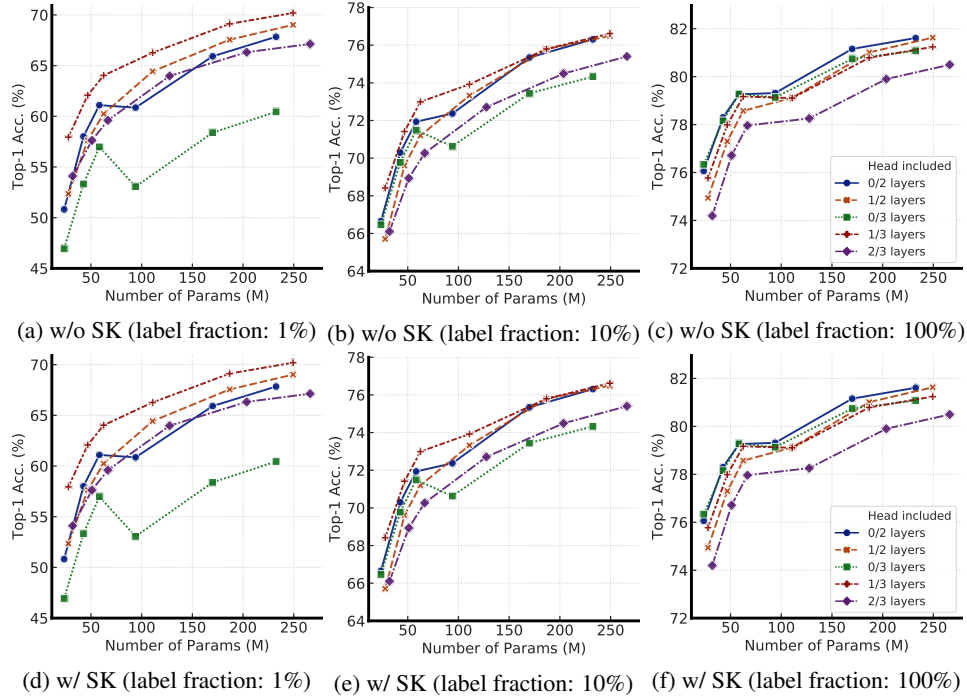 70
65
60
55
50
45
Top-1 Acc. (%)
50 100 150 200 250
Number of Params (M)
78
76
74
72
70
68
66
64
Top-1 Acc. (%)
50 100 150 200 250
Number of Params (M)
82
80
78
76
74
72
Top-1 Acc. (%)
Head included
0/2 layers
1/2 layers
0/3 layers
1/3 layers
2/3 layers
50 100 150 200 250
Number of Params (M)
(a) w/o SK (label fraction: 1%)
(b) w/o SK (label fraction: 10%)
(c) w/o SK (label fraction: 100%)
70
65
60
55
50
45
Top-1 Acc. (%)
50 100 150 200 250
Number of Params (M)
78
76
74
72
70
68
66
64
Top-1 Acc. (%)
50 100 150 200 250
Number of Params (M)
82
80
78
76
74
72
Top-1 Acc. (%)
Head included
0/2 layers
1/2 layers
0/3 layers
1/3 layers
2/3 layers
50 100 150 200 250
Number of Params (M)
(d) w/ SK (label fraction: 1%)
(e) w/ SK (label fraction: 10%)
(f) w/ SK (label fraction: 100%)